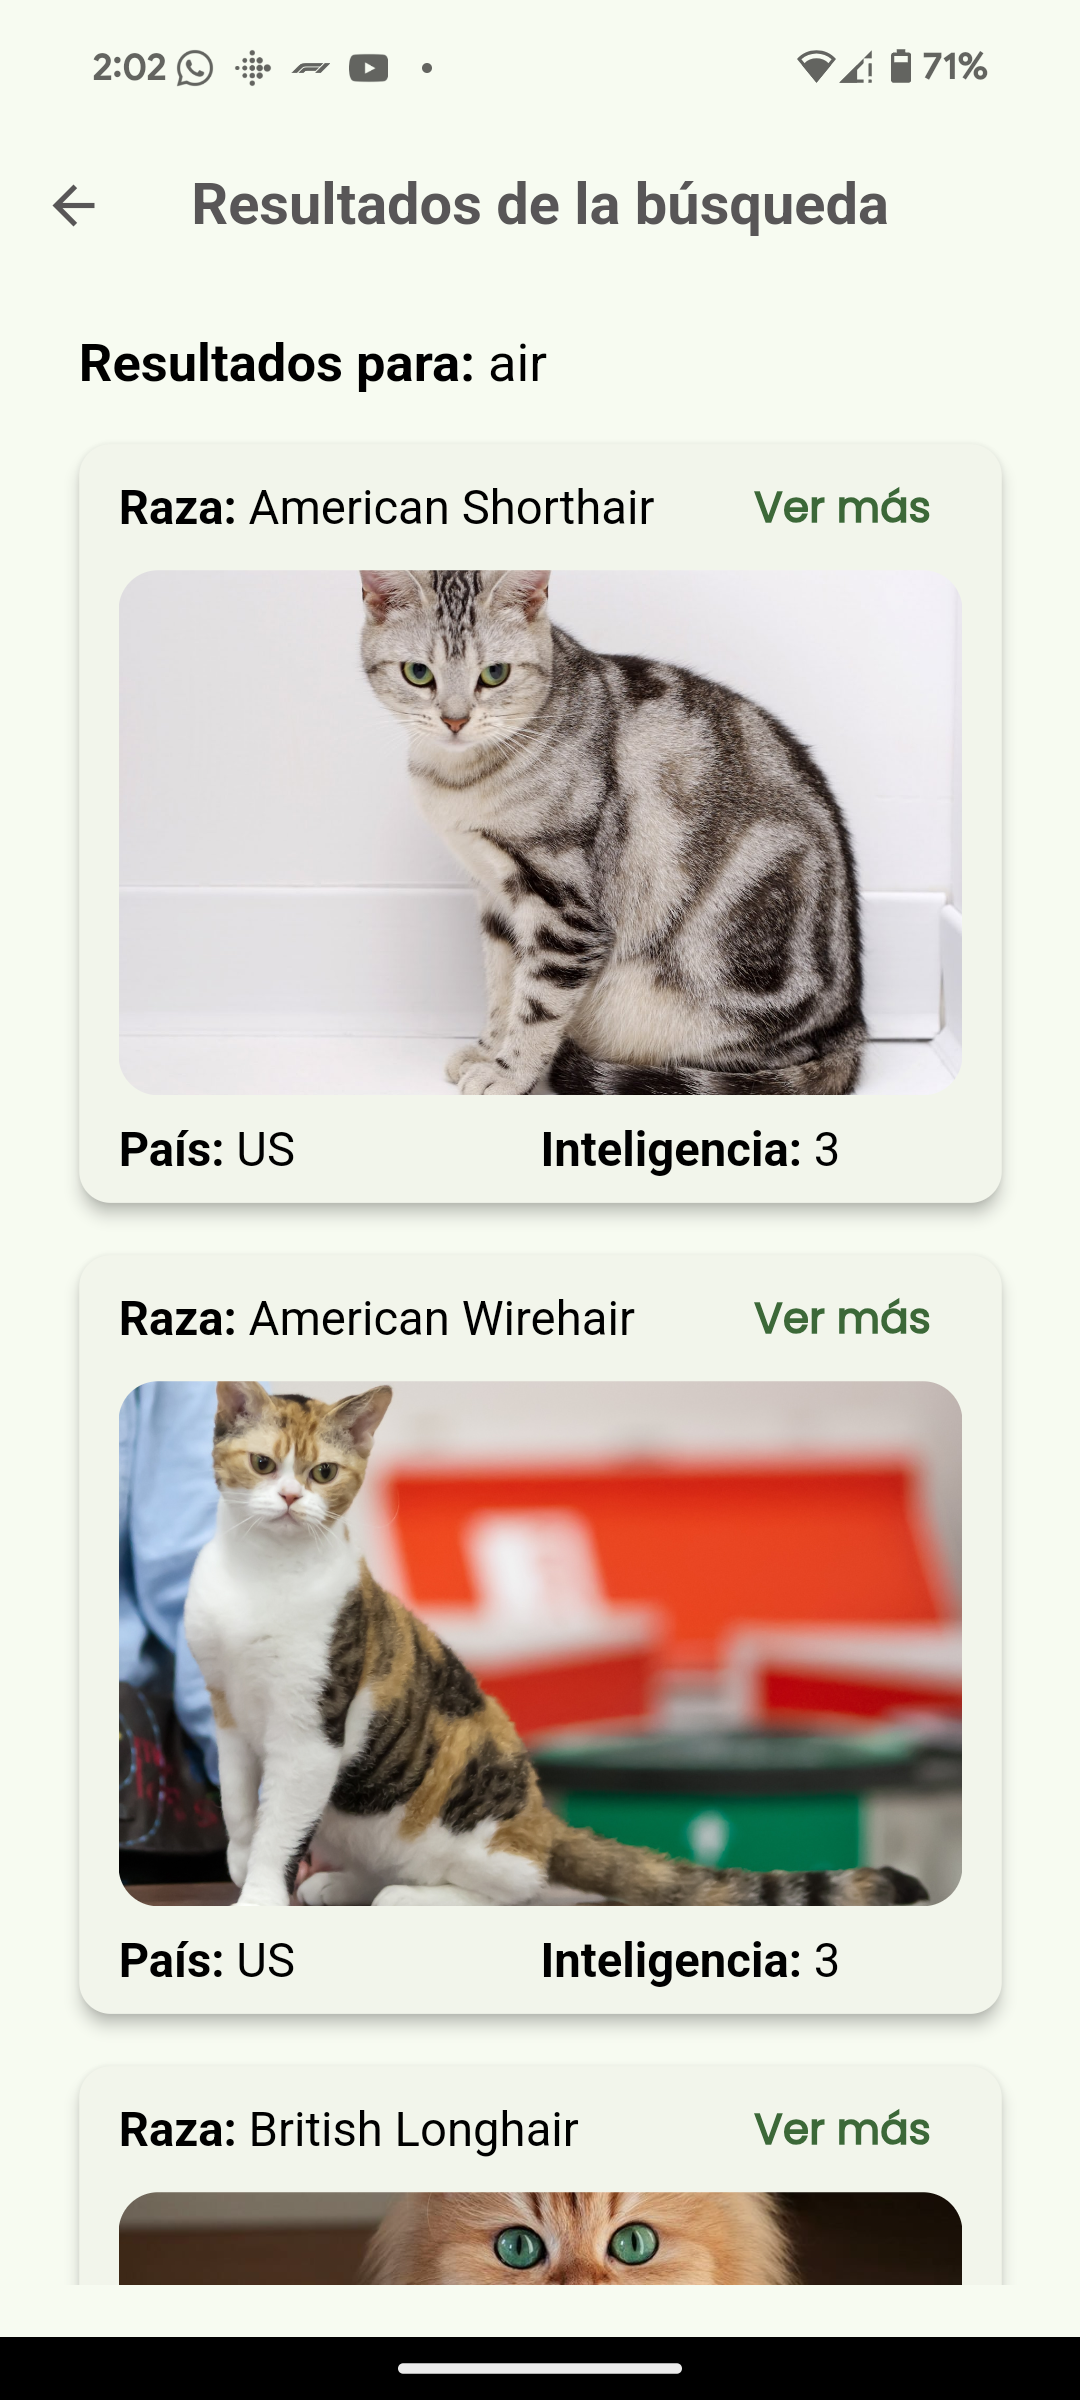 2:02 71%
Resultados de la búsqueda
Resultados para: air
Raza: American Shorthair Ver más
País: US Inteligencia: 3
Raza: American Wirehair Ver más
País: US Inteligencia: 3
Raza: British Longhair Ver más